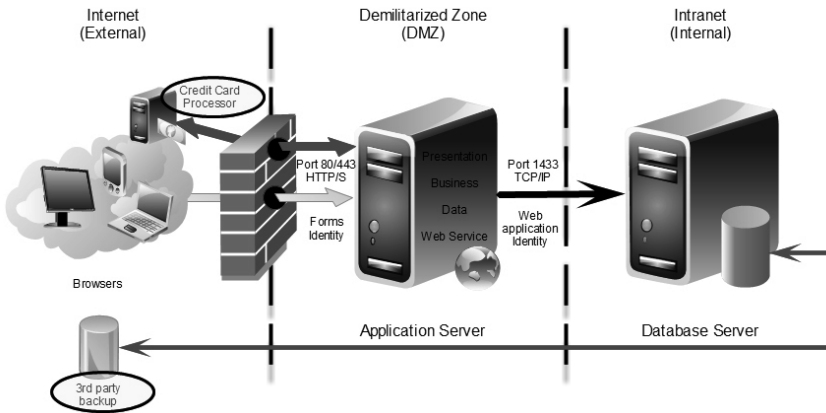 Internet
(External)
Demilitarized Zone
(DMZ)
Intranet
(Internal)
Credit Card
Processor
Port 80/443
HTTP/S
Forms
Identity
Presentation
Business
Data
Web Service
Port 1433
TCP/IP
Web
application
Identity
Browsers
Application Server
Database Server
3rd party
backup